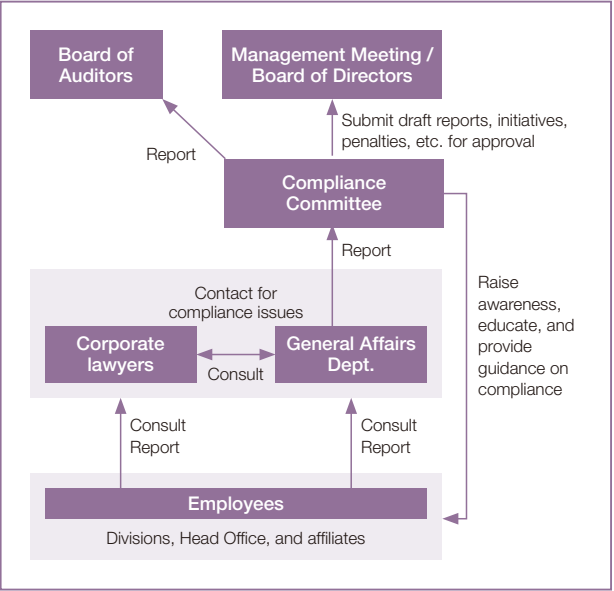 Board of
Auditors
Management Meeting /
Board of Directors
Submit draft reports, initiatives,
penalties, etc. for approval
Report
Compliance
Committee
Report
Raise
awareness,
educate, and
provide
guidance on
compliance
Contact for
compliance issues
Corporate
lawyers
Consult
General Affairs
Dept.
Consult
Report
Consult
Report
Employees
Divisions, Head Office, and affiliates